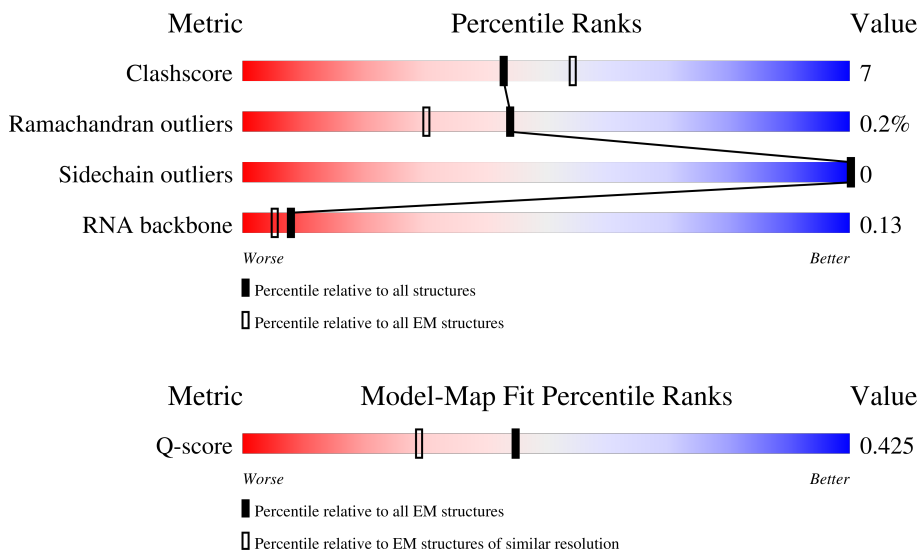 Metric Percentile Ranks Value
Clashscore 7
Ramachandran outliers 0.2%
Sidechain outliers 0
RNA backbone 0.13
Worse Better
Percentile relative to all structures
Percentile relative to all EM structures
Metric Model-Map Fit Percentile Ranks Value
Q-score 0.425
Worse Better
Percentile relative to all EM structures
Percentile relative to EM structures of similar resolution